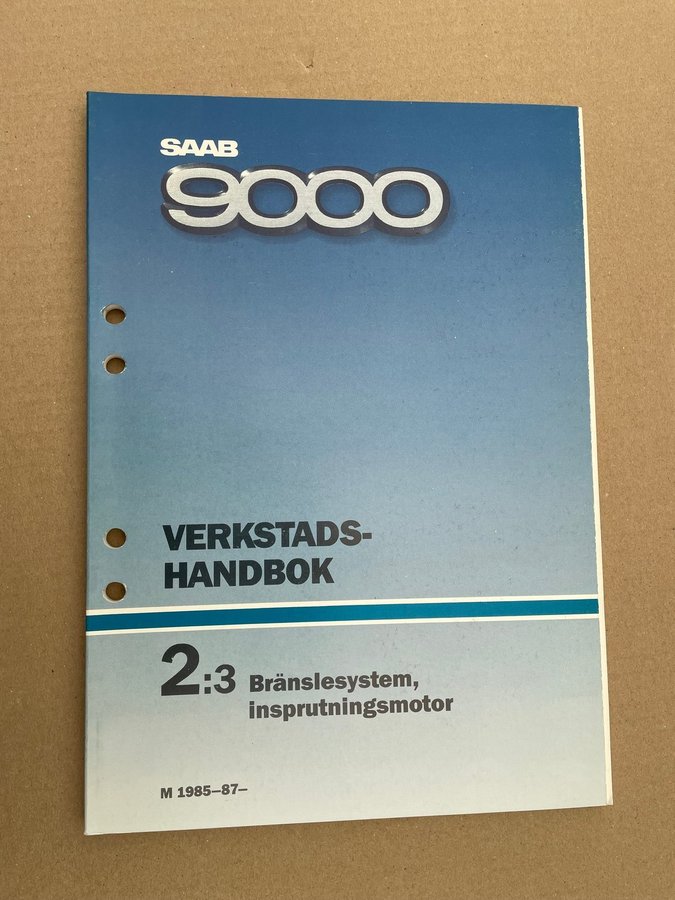 SAAB
9000
VERKSTADS-
HANDBOK
2:3 Bränslesystem,
insprutningsmotor
M 1985–87–